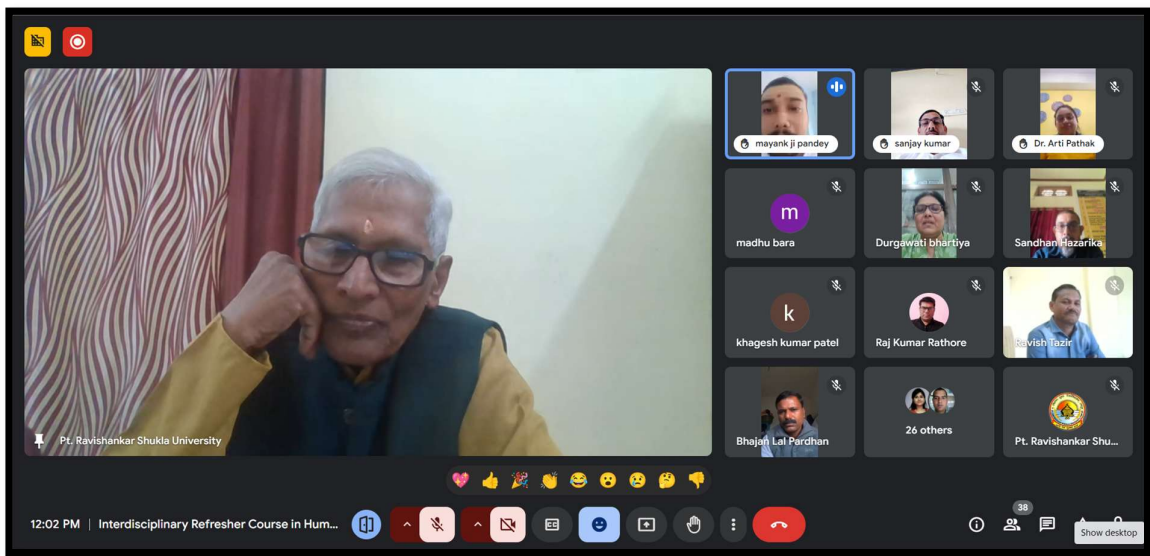 mayank ji pandey
sanjay kumar
Dr. Arti Pathak
m
madhu bara
Durgawati bhartiya
Sandhan Hazarika
k
khagesh kumar patel
Raj Kumar Rathore
Ravish Tazir
Bhajan Lal Pardhan
26 others
Pt. Ravishankar Shu...
Pt. Ravishankar Shukla University
12:02 PM | Interdisciplinary Refresher Course in Hum...
CC
38
Show desktop